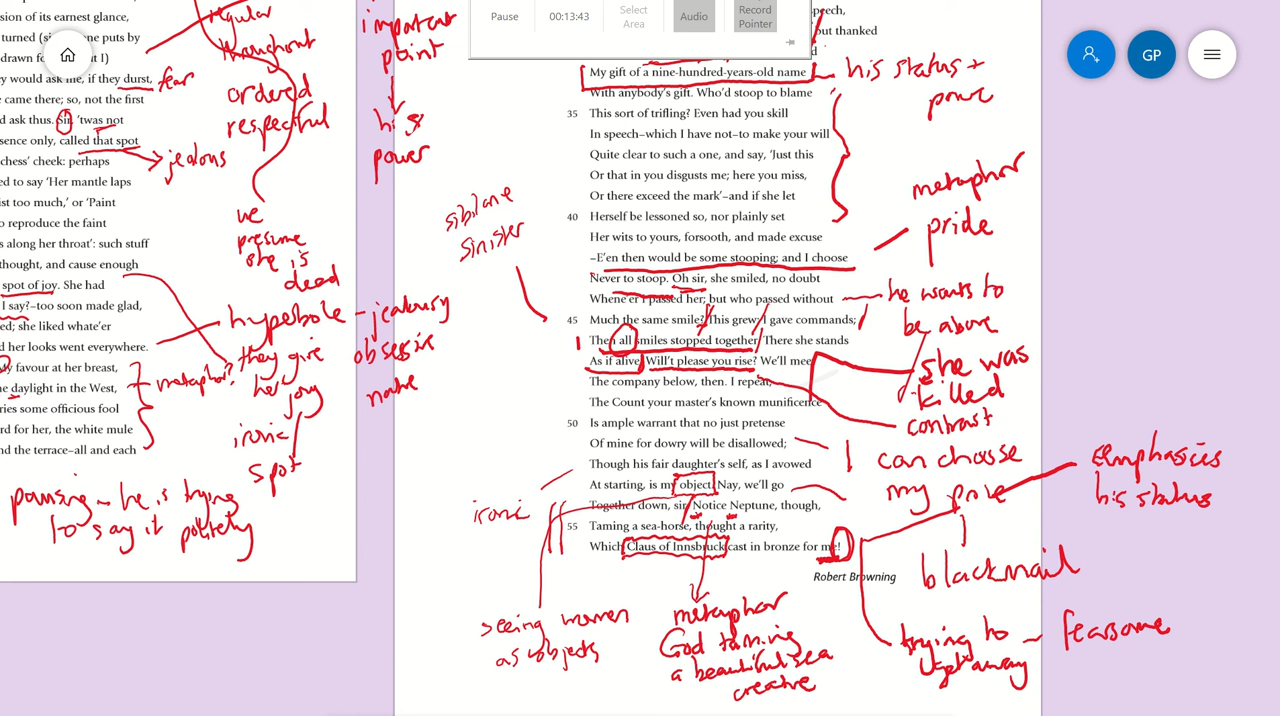 Pause
00:13:43
Select
Area
Audio
Record
Pointer
GP
sion of its earnest glance,
turned (si ne puts by
drawn fo t I)
y would ask me, if they durst,
came there; so, not the first
d ask thus. Sir, 'twas not
sence only, called that spot
chess' cheek: perhaps
ed to say 'Her mantle laps
ist too much,' or 'Paint
o reproduce the faint
s along her throat': such stuff
thought, and cause enough
spot of joy. She had
I say?–too soon made glad,
ed; she liked whate'er
d her looks went everywhere.
My favour at her breast,
e daylight in the West,
ries some officious fool
rd for her, the white mule
nd the terrace–all and each
regular
throughout
ordered
respectful
fear
jealous
we
presume
she is
dead
hyperbole – jealousy
obsessive
nature
metaphor?
they give
her joy
ironic
spot
pausing – he is trying
to say it politely
important
point
his
power
peech,
but thanked
My gift of a nine-hundred-years-old name
With anybody's gift. Who'd stoop to blame
35 This sort of trifling? Even had you skill
In speech–which I have not–to make your will
Quite clear to such a one, and say, 'Just this
Or that in you disgusts me; here you miss,
Or there exceed the mark'–and if she let
40 Herself be lessoned so, nor plainly set
Her wits to yours, forsooth, and made excuse
–E'en then would be some stooping; and I choose
Never to stoop. Oh sir, she smiled, no doubt
Whene'er I passed her; but who passed without
45 Much the same smile? This grew; I gave commands;
Then all smiles stopped together. There she stands
As if alive. Will't please you rise? We'll mee
The company below, then. I repeat,
The Count your master's known munificence
50 Is ample warrant that no just pretense
Of mine for dowry will be disallowed;
Though his fair daughter's self, as I avowed
At starting, is my object. Nay, we'll go
Together down, sir. Notice Neptune, though,
55 Taming a sea-horse, thought a rarity,
Which Claus of Innsbruck cast in bronze for me!
Robert Browning
his status +
power
metaphor
pride
sibilance
sinister
he wants to
be above
she was
killed
contrast
I can choose
my
emphasies
his status
blackmail
trying to – fearsome
get away
ironic
seeing women
as objects
metaphor
God taming
a beautiful sea
creative